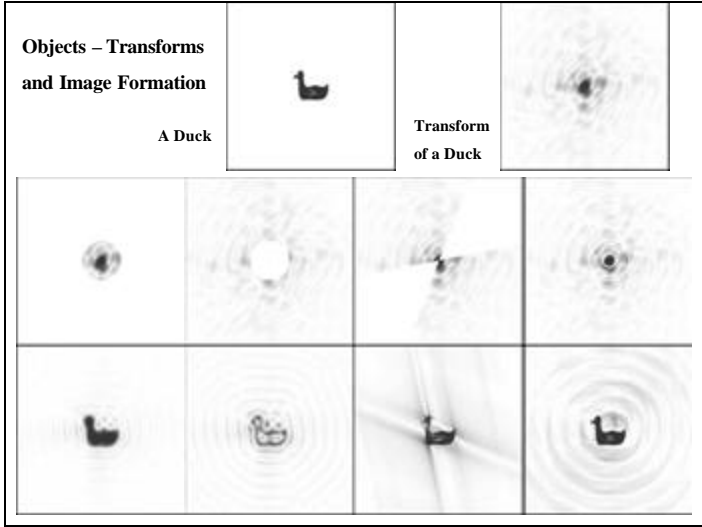 Objects – Transforms
and Image Formation
A Duck
Transform
of a Duck